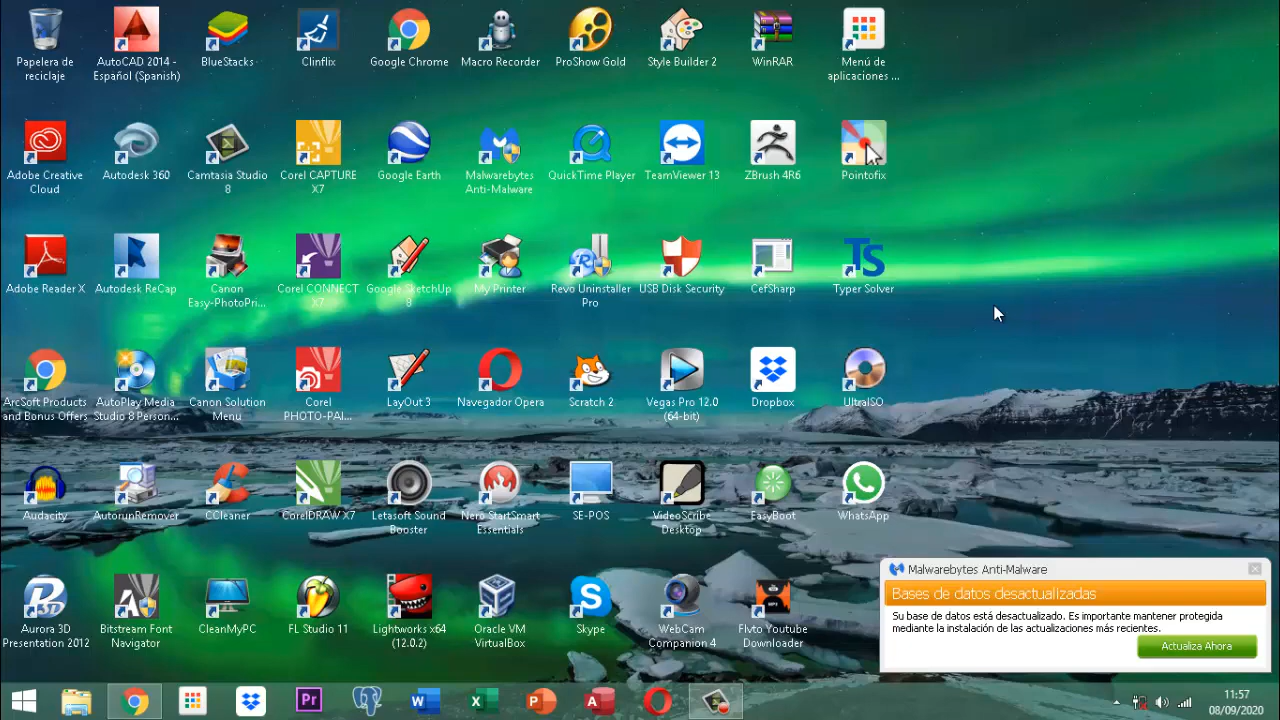 Papelera de
reciclaje
AutoCAD 2014 -
Español (Spanish)
BlueStacks
Clinflix
Google Chrome
Macro Recorder
ProShow Gold
Style Builder 2
WinRAR
Menú de
aplicaciones ...
Adobe Creative
Cloud
Autodesk 360
Camtasia Studio
8
Corel CAPTURE
X7
Google Earth
Malwarebytes
Anti-Malware
QuickTime Player
TeamViewer 13
ZBrush 4R6
Pointofix
Adobe Reader X
Autodesk ReCap
Canon
Easy-PhotoPri...
Corel CONNECT
X7
Google SketchUp
8
My Printer
Revo Uninstaller
Pro
USB Disk Security
CefSharp
TS
Typer Solver
ArcSoft Products
and Bonus Offers
AutoPlay Media
Studio 8 Person...
Canon Solution
Menu
Corel
PHOTO-PAI...
LayOut 3
Navegador Opera
Scratch 2
Vegas Pro 12.0
(64-bit)
Dropbox
UltraISO
Audacity
AutorunRemover
CCleaner
CorelDRAW X7
Letasoft Sound
Booster
Nero StartSmart
Essentials
SE-POS
VideoScribe
Desktop
EasyBoot
WhatsApp
Aurora 3D
Presentation 2012
Bitstream Font
Navigator
CleanMyPC
FL Studio 11
Lightworks x64
(12.0.2)
Oracle VM
VirtualBox
Skype
WebCam
Companion 4
Flvto Youtube
Downloader
Malwarebytes Anti-Malware
Bases de datos desactualizadas
Su base de datos está desactualizado. Es importante mantener protegida
mediante la instalación de las actualizaciones más recientes.
Actualiza Ahora
Pr
11:57
08/09/2020